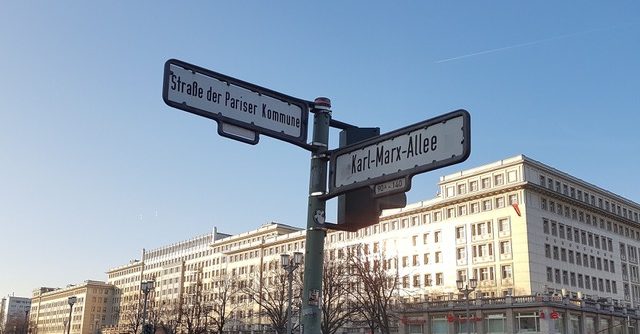 Straße der Pariser Kommune
Karl-Marx-Allee
90A-140